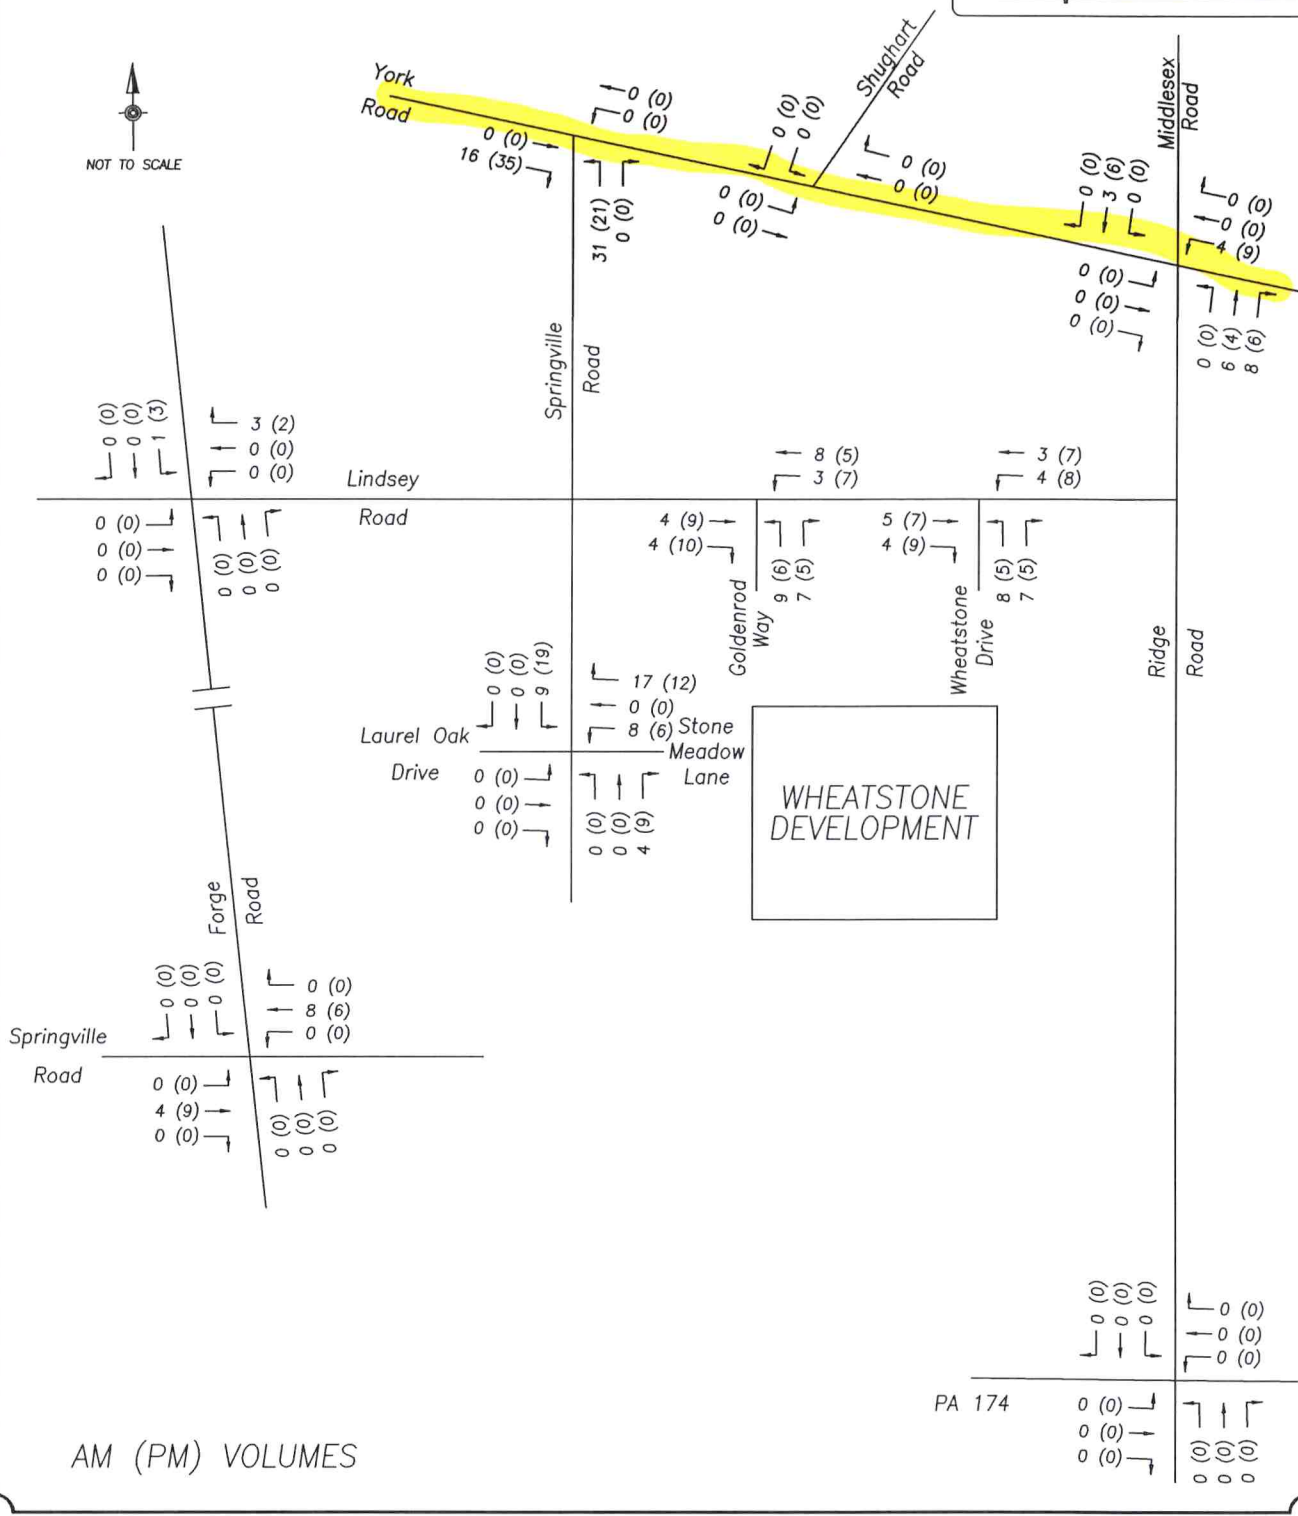 York
Road
Shughart
Road
Middlesex
Road
NOT TO SCALE
0 (0)
0 (0)
0 (0)
16 (35)
31 (21)
0 (0)
0 (0)
0 (0)
0 (0)
0 (0)
0 (0)
0 (0)
0 (0)
3 (6)
0 (0)
0 (0)
0 (0)
4 (9)
0 (0)
0 (0)
0 (0)
0 (0)
6 (4)
8 (6)
Springville
Road
0 (0)
0 (0)
1 (3)
3 (2)
0 (0)
0 (0)
Lindsey
Road
0 (0)
0 (0)
0 (0)
0 (0)
0 (0)
0 (0)
8 (5)
3 (7)
4 (9)
4 (10)
9 (6)
7 (5)
Goldenrod
Way
3 (7)
4 (8)
5 (7)
4 (9)
8 (5)
7 (5)
Wheatstone
Drive
Ridge
Road
0 (0)
0 (0)
9 (19)
17 (12)
0 (0)
8 (6)
Laurel Oak
Drive
Stone
Meadow
Lane
0 (0)
0 (0)
0 (0)
0 (0)
0 (0)
4 (9)
WHEATSTONE
DEVELOPMENT
Forge
Road
0 (0)
0 (0)
0 (0)
0 (0)
8 (6)
0 (0)
Springville
Road
0 (0)
4 (9)
0 (0)
0 (0)
0 (0)
0 (0)
0 (0)
0 (0)
0 (0)
0 (0)
0 (0)
0 (0)
PA 174
0 (0)
0 (0)
0 (0)
0 (0)
0 (0)
0 (0)
AM (PM) VOLUMES